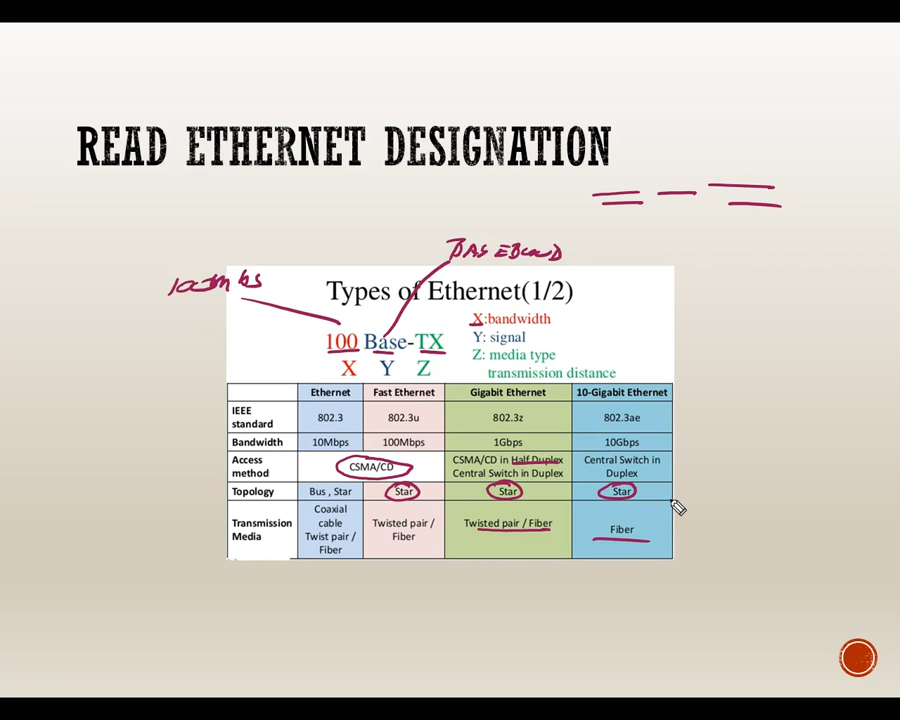 READ ETHERNET DESIGNATION
BASEBanD
Types of Ethernet(1/2)
100 Base-TX
X Y Z
X:bandwidth
Y: signal
Z: media type
transmission distance
Ethernet Fast Ethernet Gigabit Ethernet 10-Gigabit Ethernet
IEEE standard 802.3 802.3u 802.3z 802.3ae
Bandwidth 10Mbps 100Mbps 1Gbps 10Gbps
Access method CSMA/CD CSMA/CD in Half Duplex Central Switch in Duplex Central Switch in Duplex
Topology Bus , Star Star Star Star
Transmission Media Coaxial cable Twist pair / Fiber Twisted pair / Fiber Twisted pair / Fiber Fiber